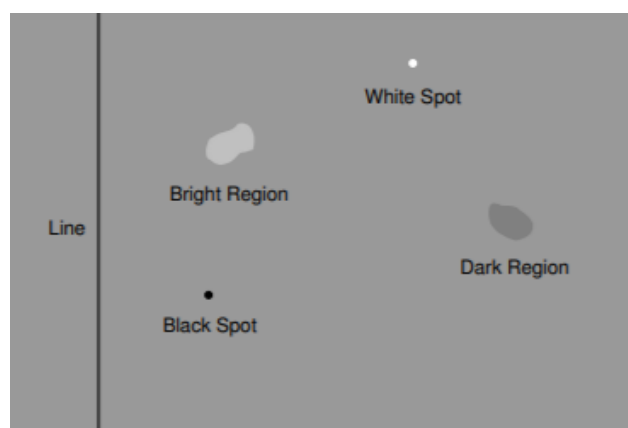 White Spot
Bright Region
Line
Dark Region
Black Spot